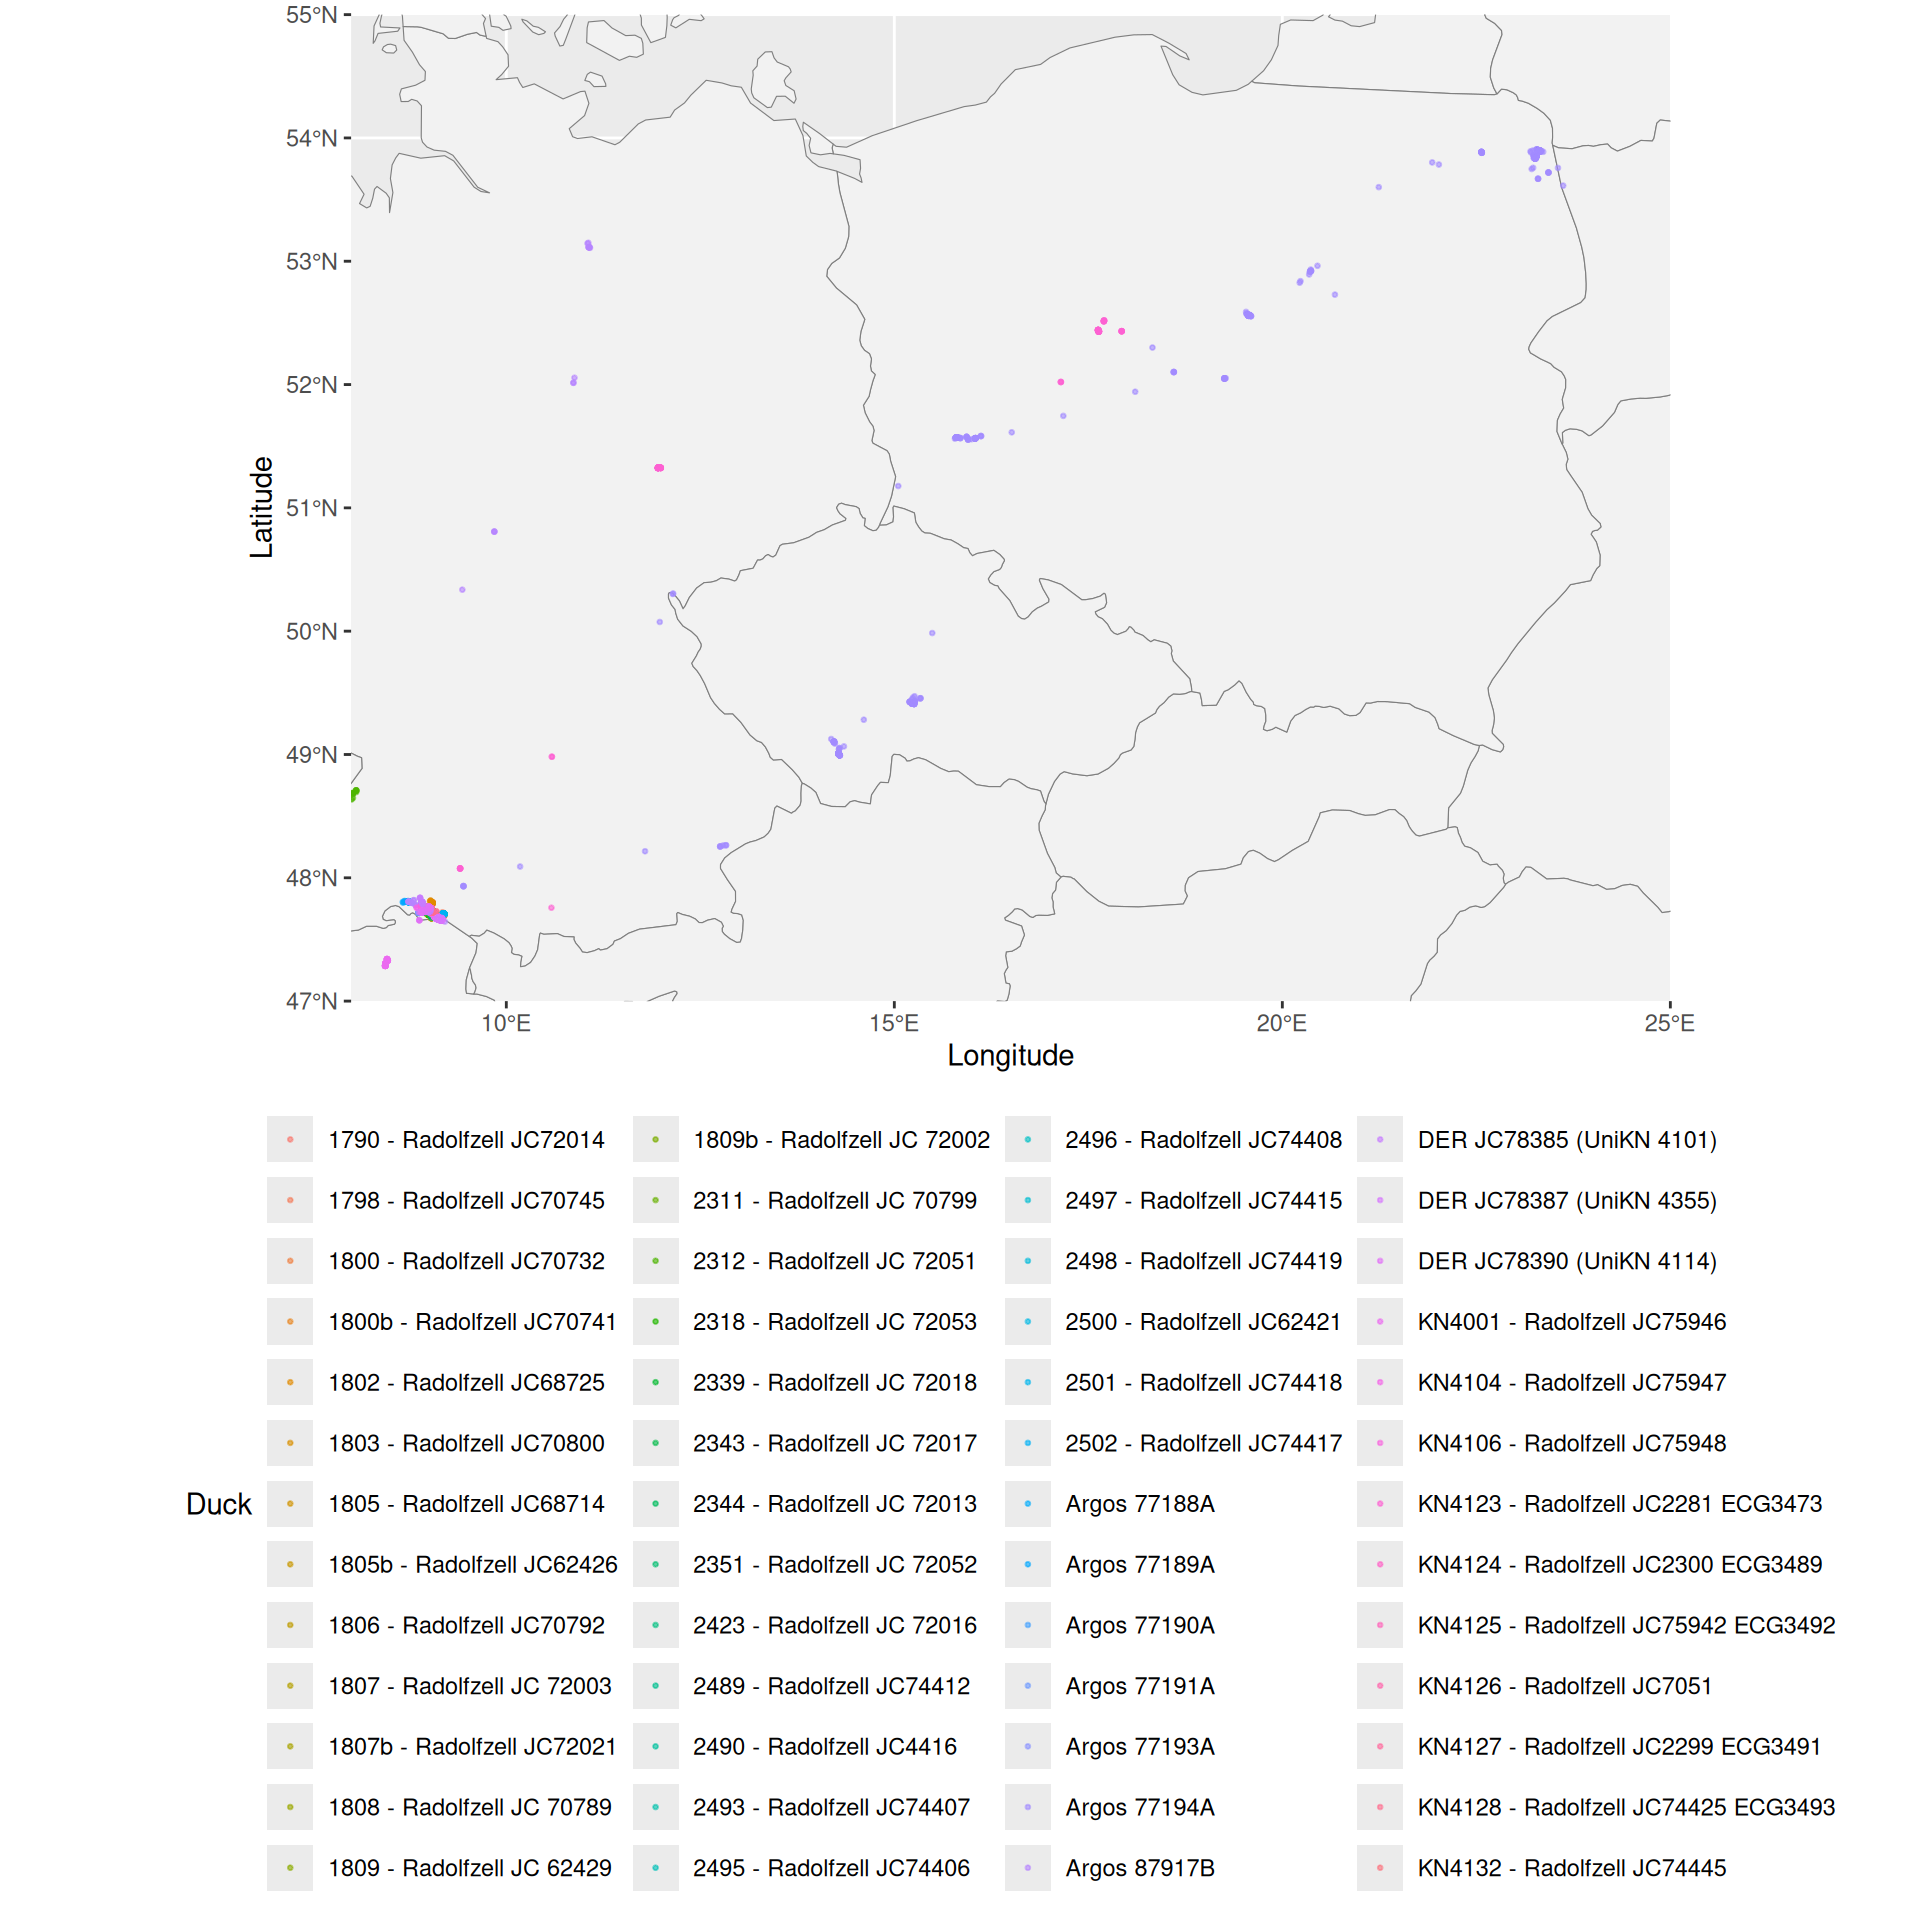 55°N
54°N
53°N
52°N
51°N
50°N
49°N
48°N
47°N
Latitude
10°E 15°E 20°E 25°E
Longitude
Duck
1790 - Radolfzell JC72014
1798 - Radolfzell JC70745
1800 - Radolfzell JC70732
1800b - Radolfzell JC70741
1802 - Radolfzell JC68725
1803 - Radolfzell JC70800
1805 - Radolfzell JC68714
1805b - Radolfzell JC62426
1806 - Radolfzell JC70792
1807 - Radolfzell JC 72003
1807b - Radolfzell JC72021
1808 - Radolfzell JC 70789
1809 - Radolfzell JC 62429
1809b - Radolfzell JC 72002
2311 - Radolfzell JC 70799
2312 - Radolfzell JC 72051
2318 - Radolfzell JC 72053
2339 - Radolfzell JC 72018
2343 - Radolfzell JC 72017
2344 - Radolfzell JC 72013
2351 - Radolfzell JC 72052
2423 - Radolfzell JC 72016
2489 - Radolfzell JC74412
2490 - Radolfzell JC4416
2493 - Radolfzell JC74407
2495 - Radolfzell JC74406
2496 - Radolfzell JC74408
2497 - Radolfzell JC74415
2498 - Radolfzell JC74419
2500 - Radolfzell JC62421
2501 - Radolfzell JC74418
2502 - Radolfzell JC74417
Argos 77188A
Argos 77189A
Argos 77190A
Argos 77191A
Argos 77193A
Argos 77194A
Argos 87917B
DER JC78385 (UniKN 4101)
DER JC78387 (UniKN 4355)
DER JC78390 (UniKN 4114)
KN4001 - Radolfzell JC75946
KN4104 - Radolfzell JC75947
KN4106 - Radolfzell JC75948
KN4123 - Radolfzell JC2281 ECG3473
KN4124 - Radolfzell JC2300 ECG3489
KN4125 - Radolfzell JC75942 ECG3492
KN4126 - Radolfzell JC7051
KN4127 - Radolfzell JC2299 ECG3491
KN4128 - Radolfzell JC74425 ECG3493
KN4132 - Radolfzell JC74445